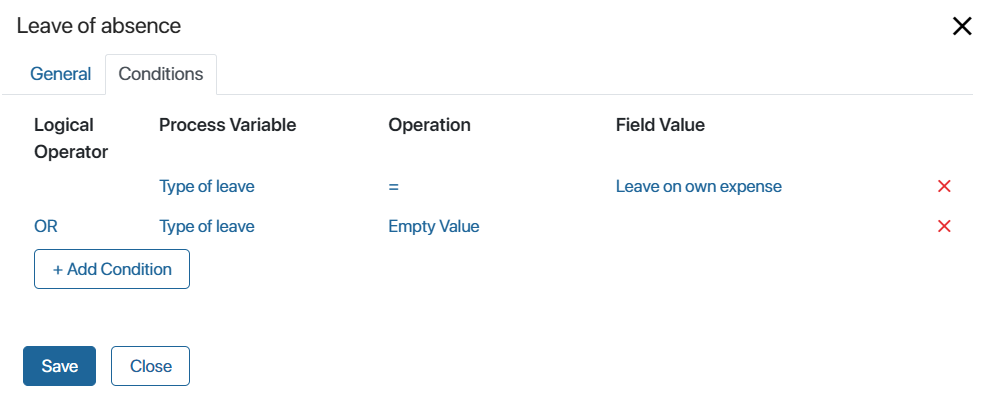 Leave of absence
General Conditions
Logical Operator Process Variable Operation Field Value
Type of leave = Leave on own expense
OR Type of leave Empty Value
+ Add Condition
Save Close